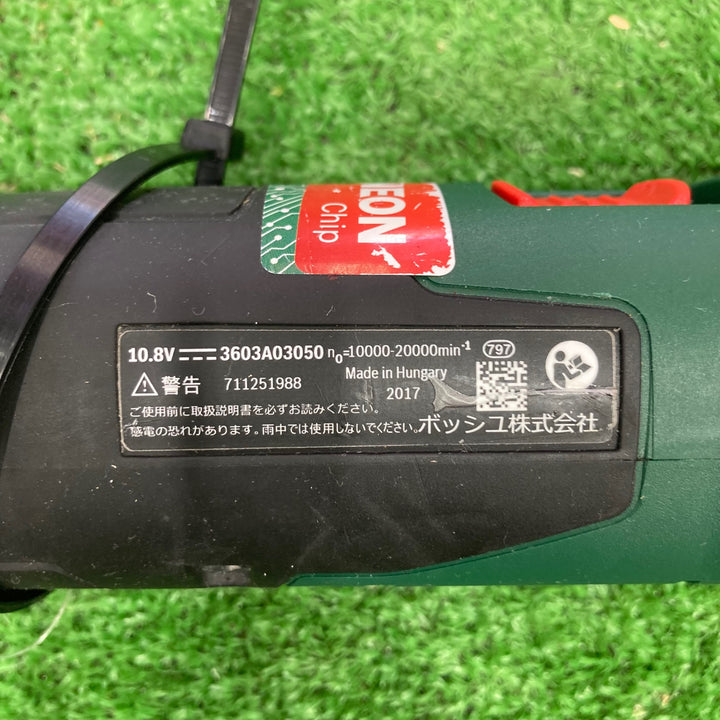 Chip
10.8V 3603A03050 n0=10000-20000min-1 797
Made in Hungary
警告 711251988 2017
ご使用前に取扱説明書を必ずお読みください。
感電の恐れがあります。雨中では使用しないでください。ボッシュ株式会社